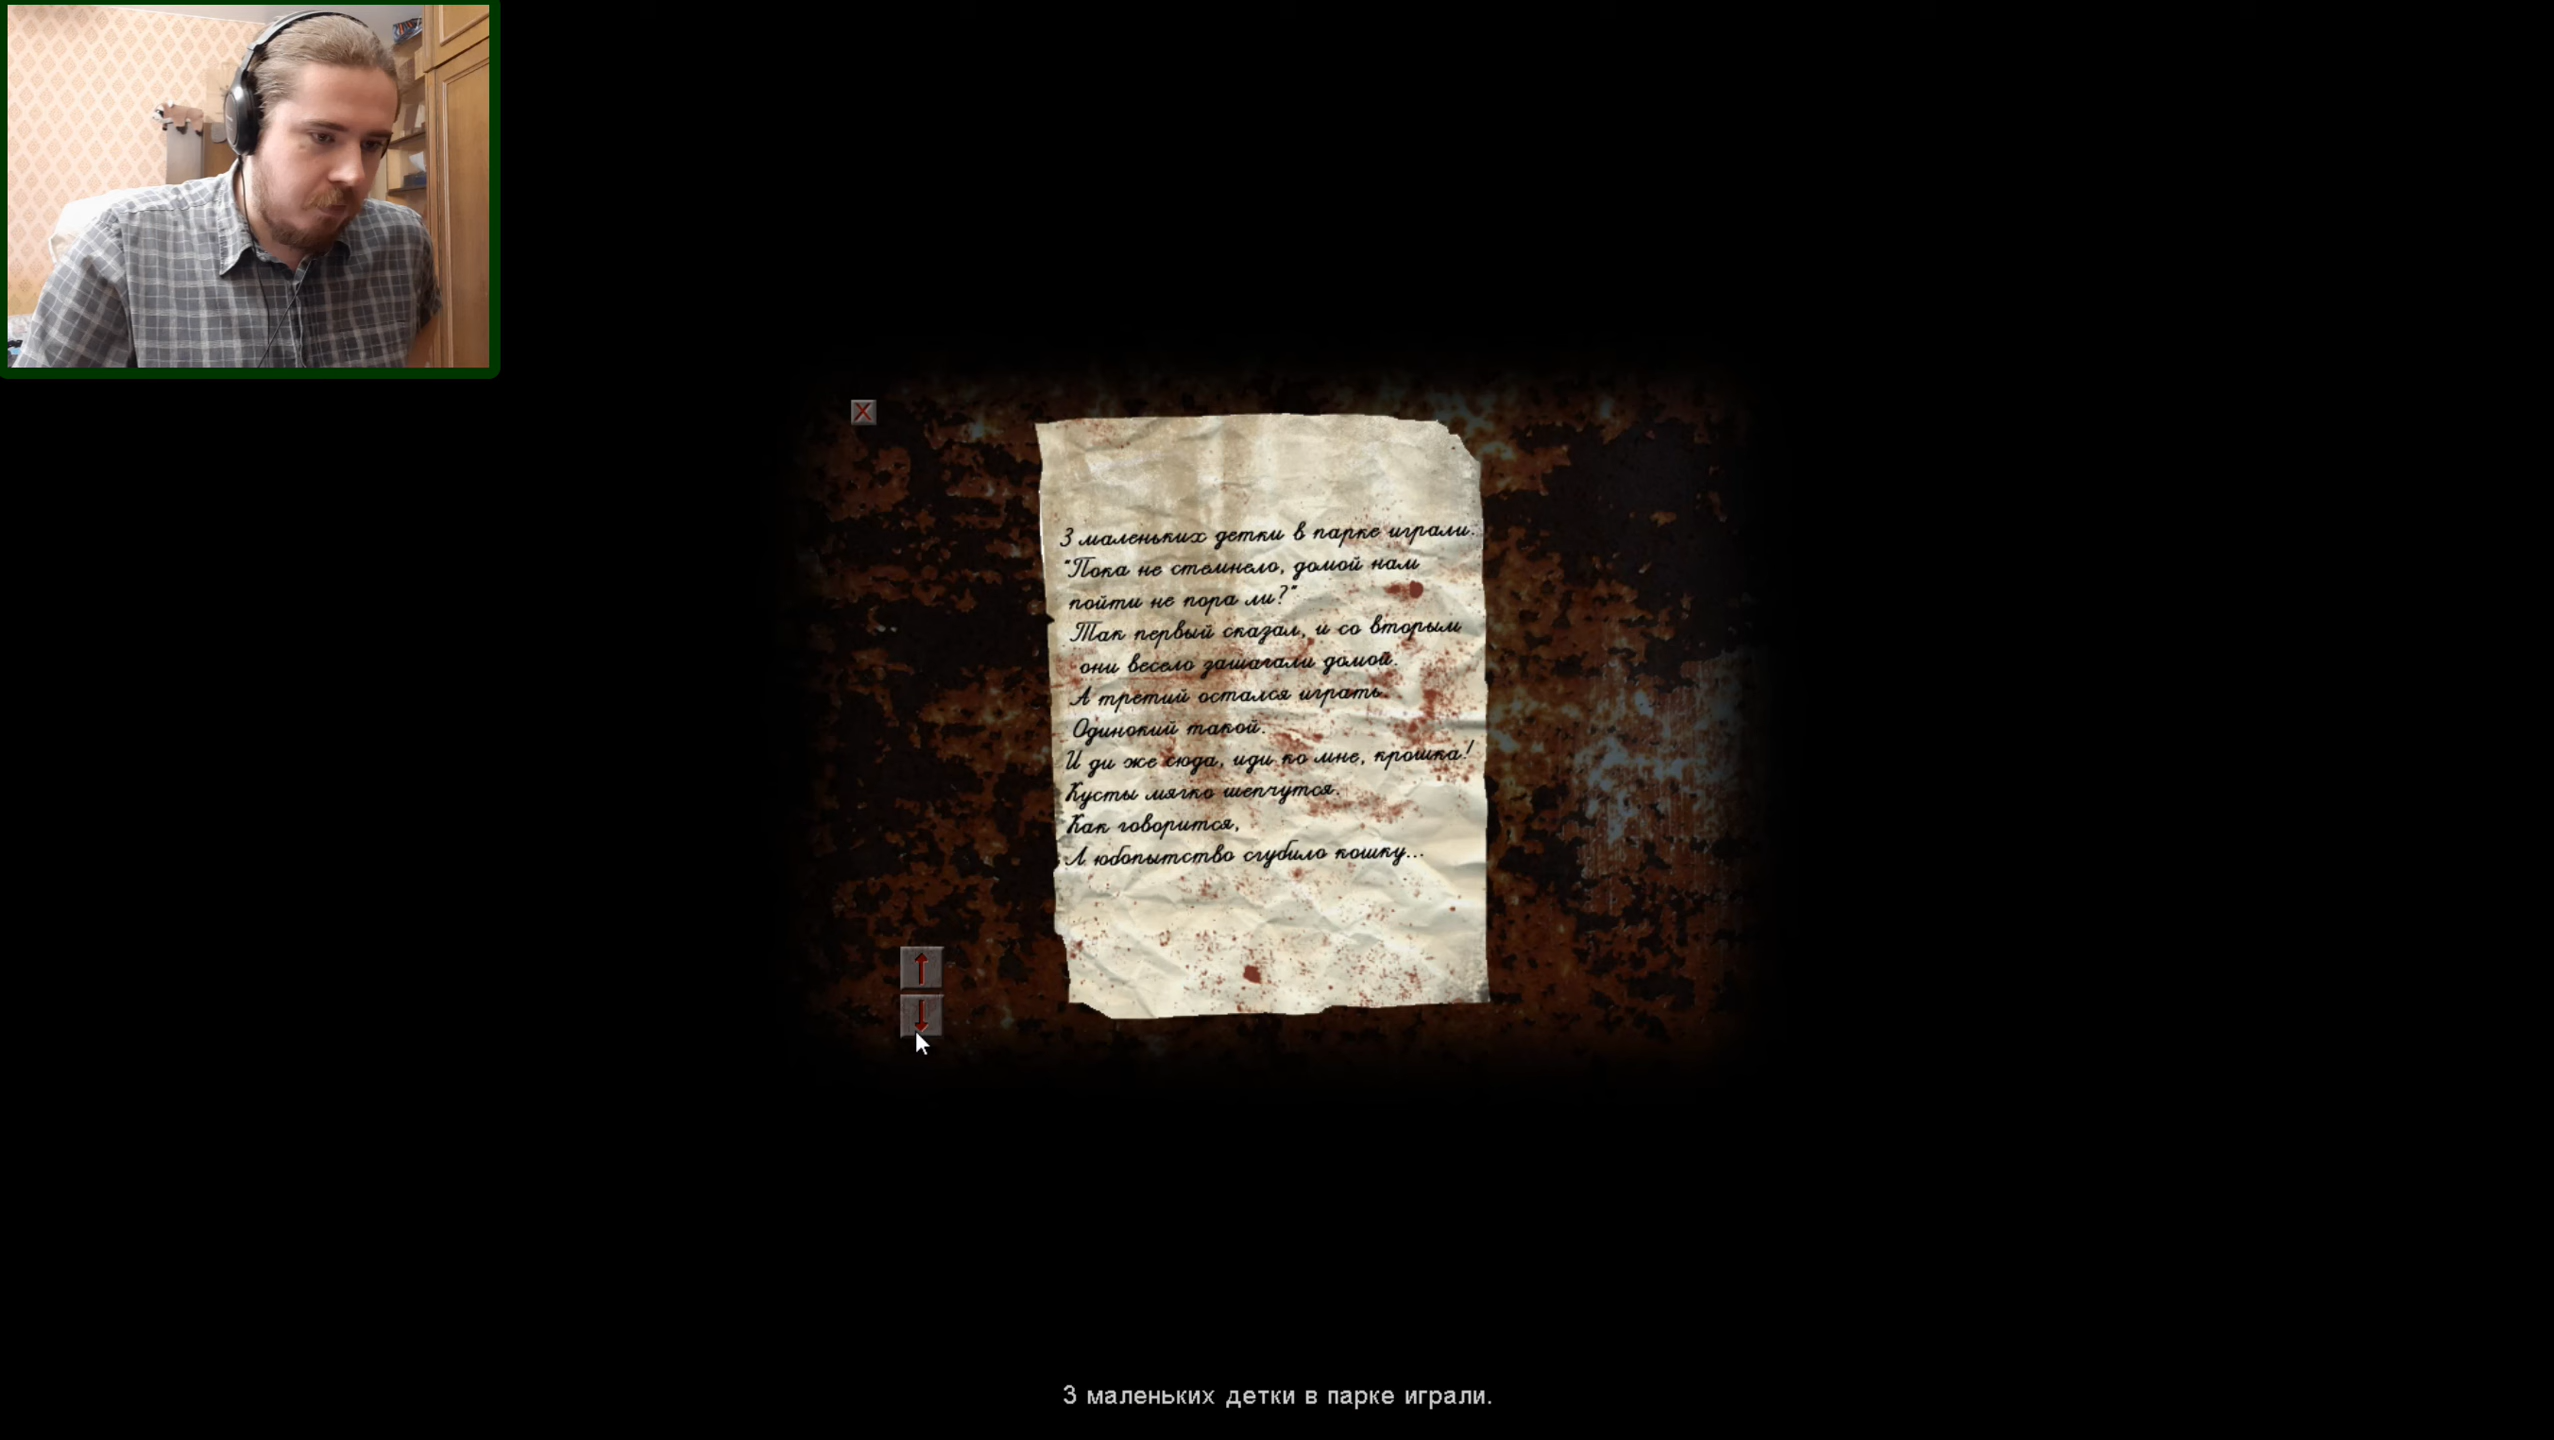 3 маленьких детки в парке играли.
"Пока не стемнело, домой нам
пойти не пора ли?"
Так первый сказал, и со вторым
они весело зашагали домой.
А третий остался играть.
Одинокий такой.
И ди же сюда, иди ко мне, крошка!
Кусты мягко шепчутся.
Как говорится,
Л юбопытство сгубило кошку...
3 маленьких детки в парке играли.